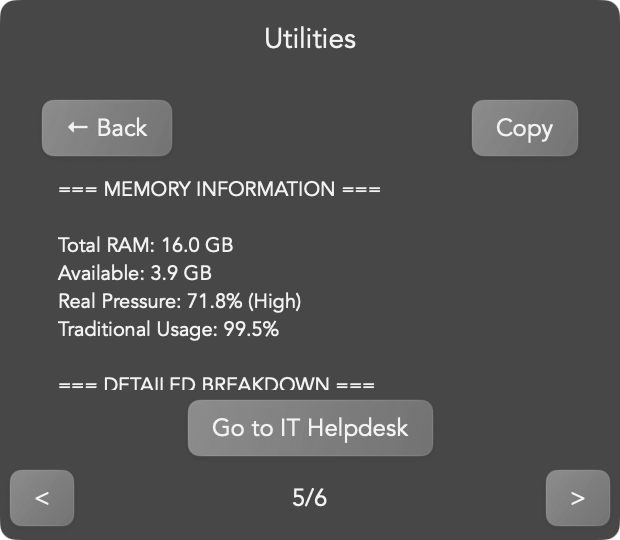 Utilities
← Back
Copy
=== MEMORY INFORMATION ===
Total RAM: 16.0 GB
Available: 3.9 GB
Real Pressure: 71.8% (High)
Traditional Usage: 99.5%
=== DETAILED BREAKDOWN ===
Go to IT Helpdesk
<
5/6
>